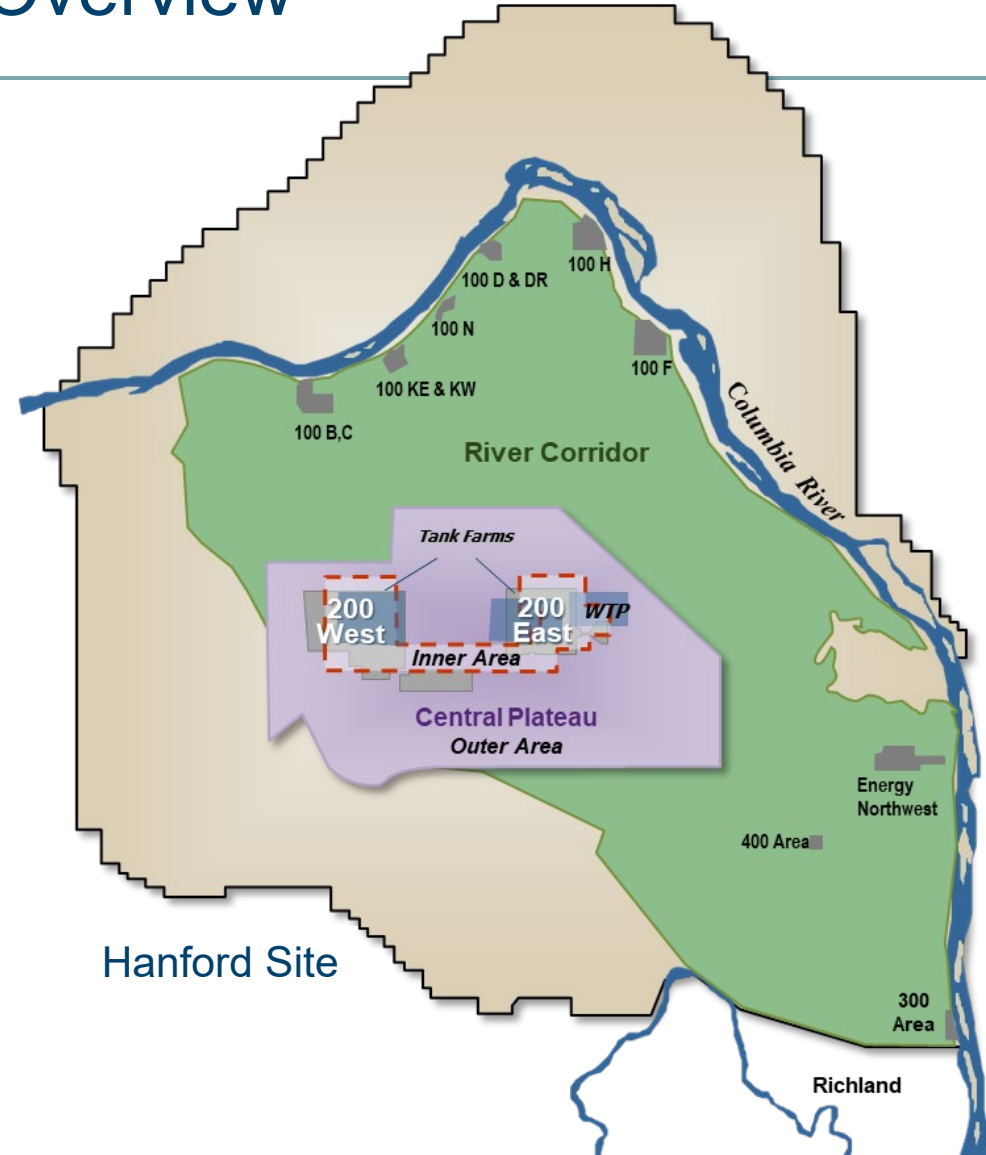 Overview
100 H
100 D & DR
100 N
100 F
100 KE & KW
100 B,C
Columbia River
River Corridor
Tank Farms
200
West
200
East
WTP
Inner Area
Central Plateau
Outer Area
Energy
Northwest
400 Area
Hanford Site
300
Area
Richland